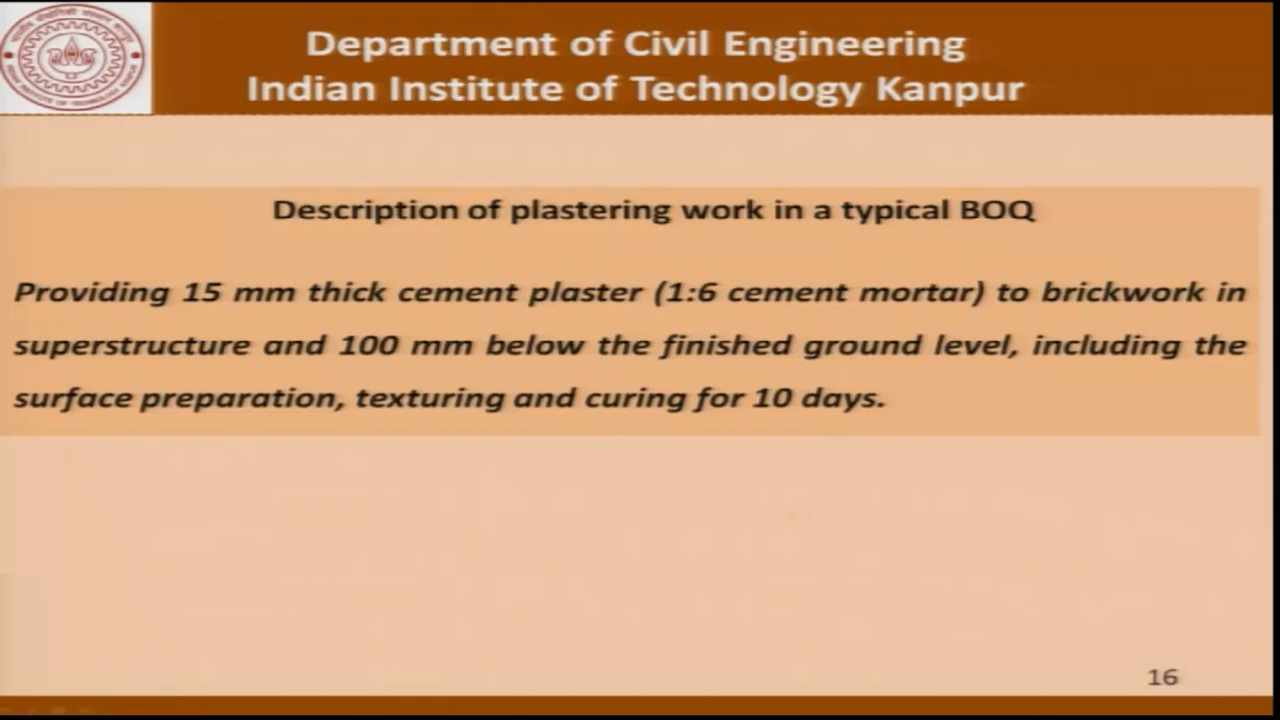 Department of Civil Engineering
Indian Institute of Technology Kanpur
Description of plastering work in a typical BOQ
Providing 15 mm thick cement plaster (1:6 cement mortar) to brickwork in
superstructure and 100 mm below the finished ground level, including the
surface preparation, texturing and curing for 10 days.
16